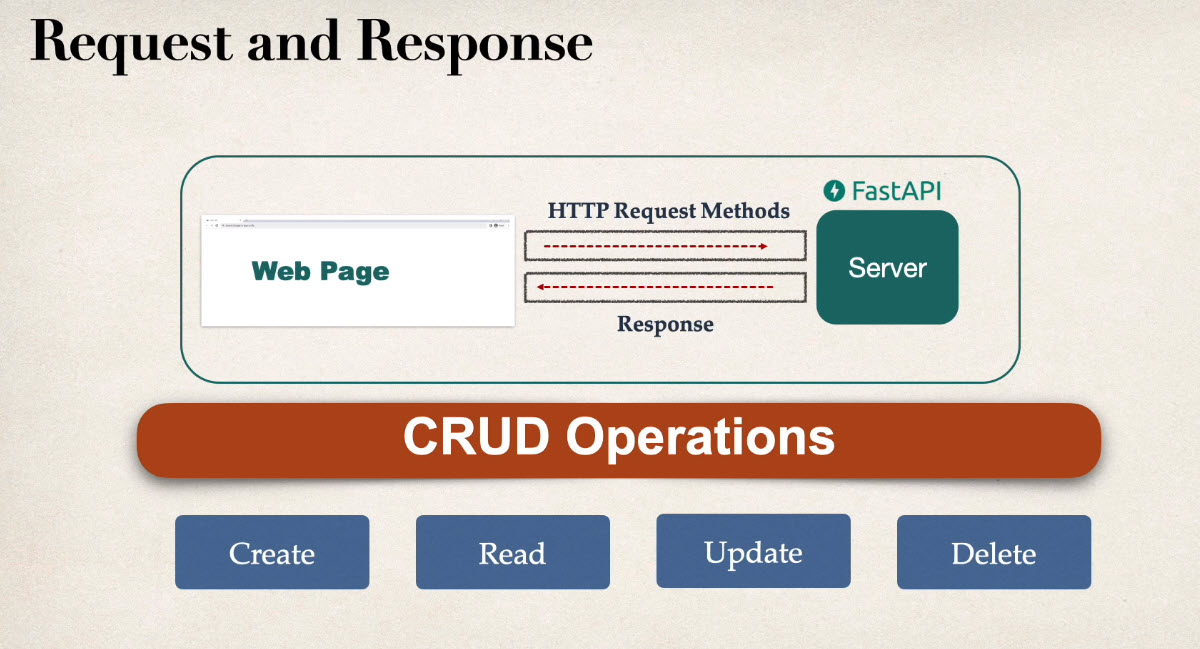 Request and Response
FastAPI
HTTP Request Methods
Web Page
Server
Response
CRUD Operations
Create
Read
Update
Delete